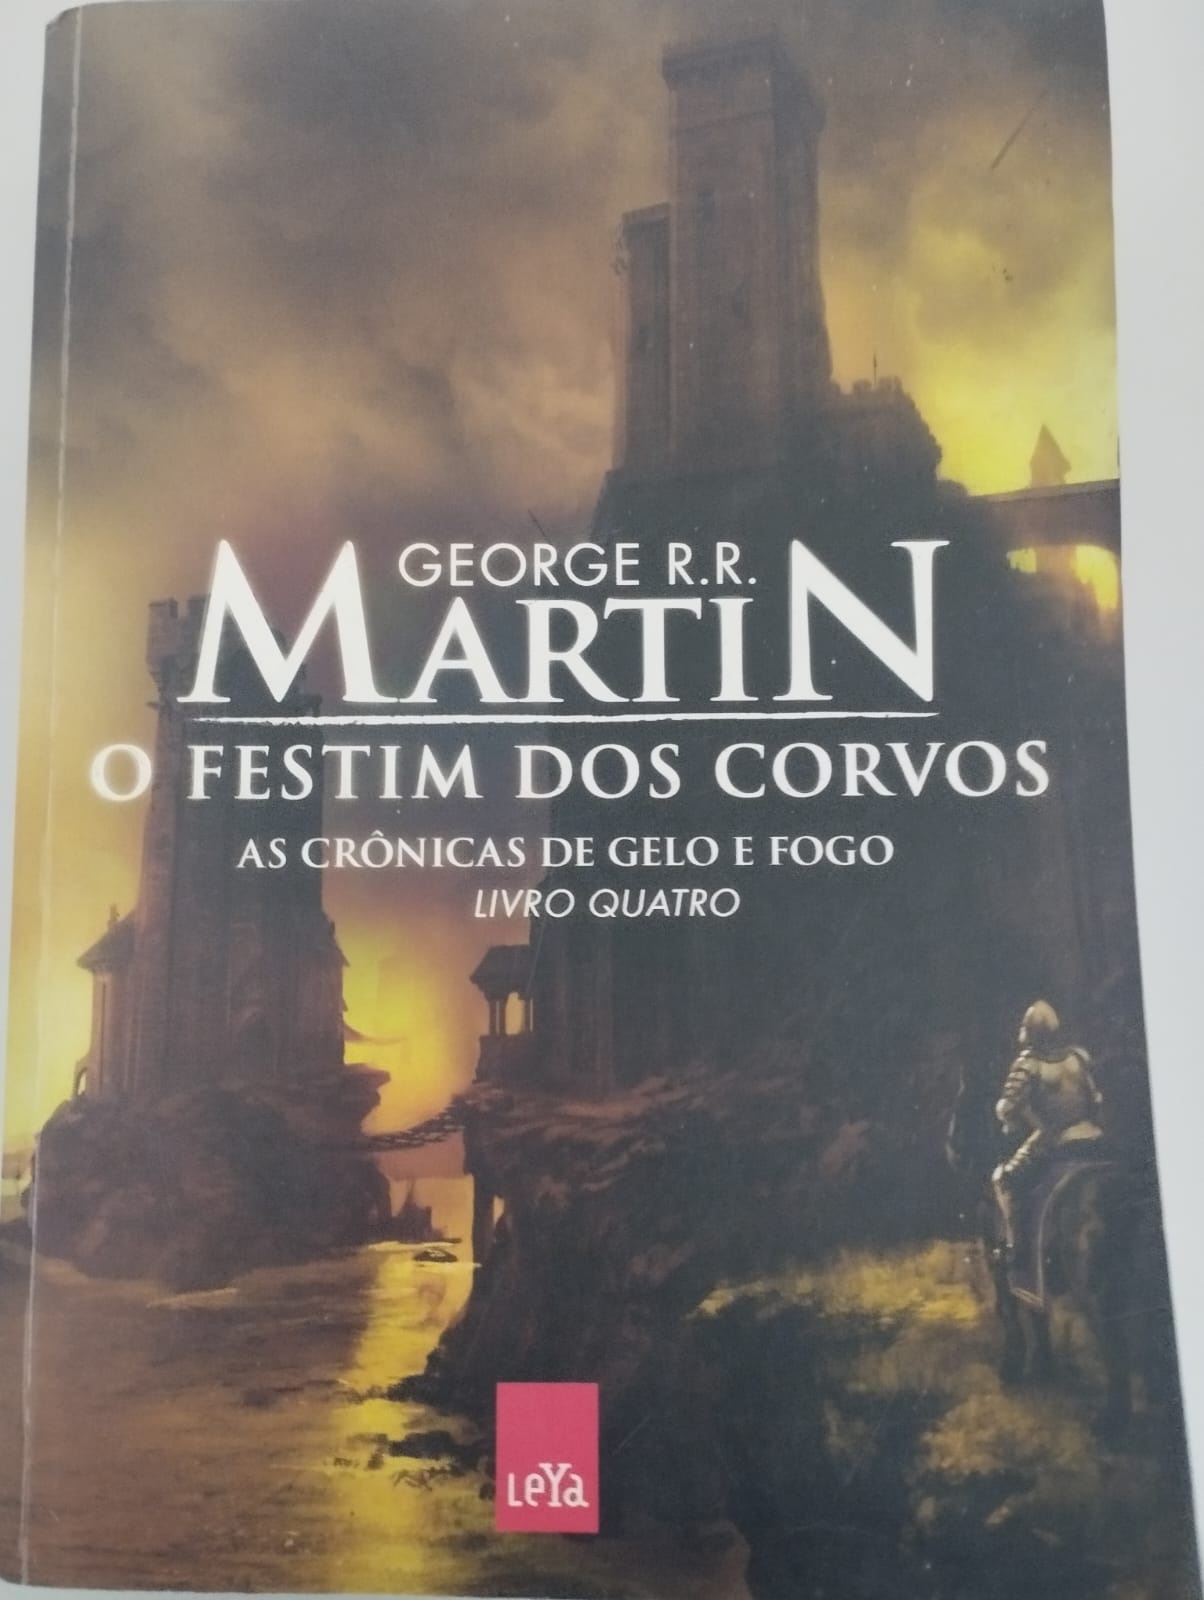 GEORGE R.R.
MARTIN
O FESTIM DOS CORVOS
AS CRÔNICAS DE GELO E FOGO
LIVRO QUATRO
LeYa